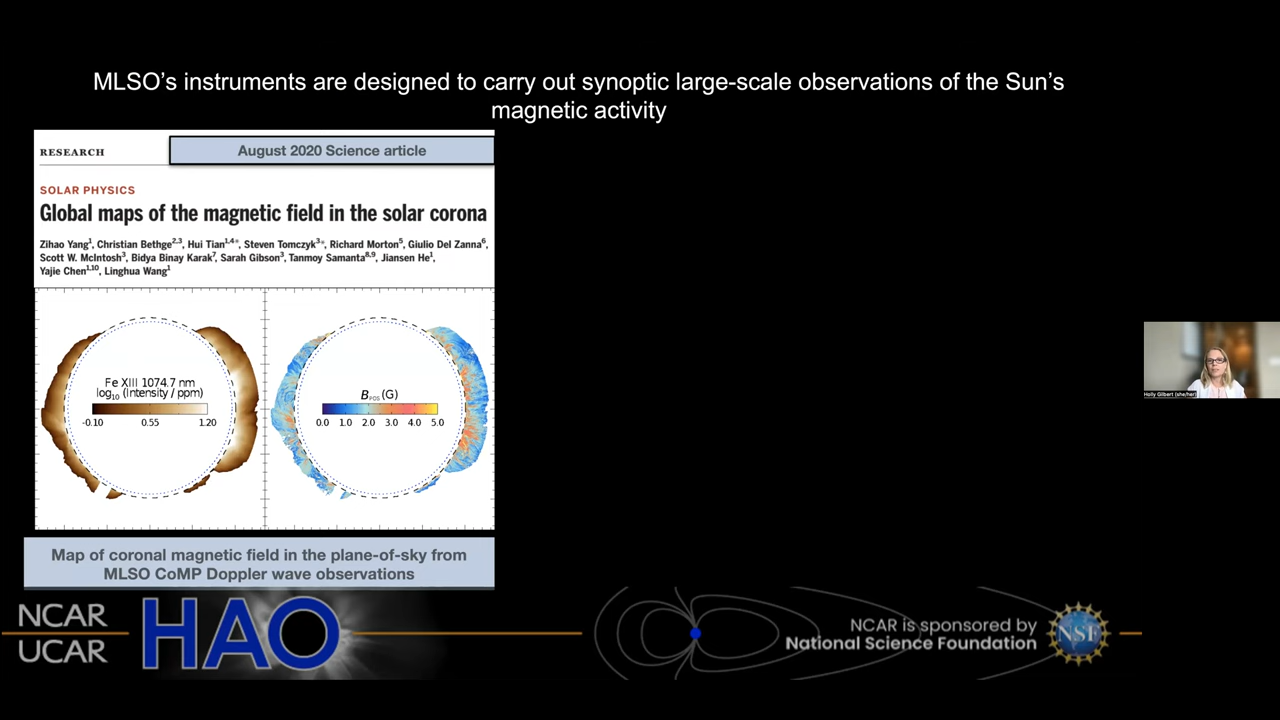 MLSO’s instruments are designed to carry out synoptic large-scale observations of the Sun’s
magnetic activity
RESEARCH
August 2020 Science article
SOLAR PHYSICS
Global maps of the magnetic field in the solar corona
Zihao Yang1, Christian Bethge2,3, Hui Tian1,4*, Steven Tomczyk3*, Richard Morton5, Giulio Del Zanna6,
Scott W. McIntosh3, Bidya Binay Karak7, Sarah Gibson3, Tanmoy Samanta8,9, Jiansen He1,
Yajie Chen1,10, Linghua Wang1
Fe XIII 1074.7 nm
log10 (Intensity / ppm)
-0.10 0.55 1.20
BPOS (G)
0.0 1.0 2.0 3.0 4.0 5.0
Holly Gilbert (she/her)
Map of coronal magnetic field in the plane-of-sky from
MLSO CoMP Doppler wave observations
NCAR
UCAR
HAO
NCAR is sponsored by
National Science Foundation
NSF